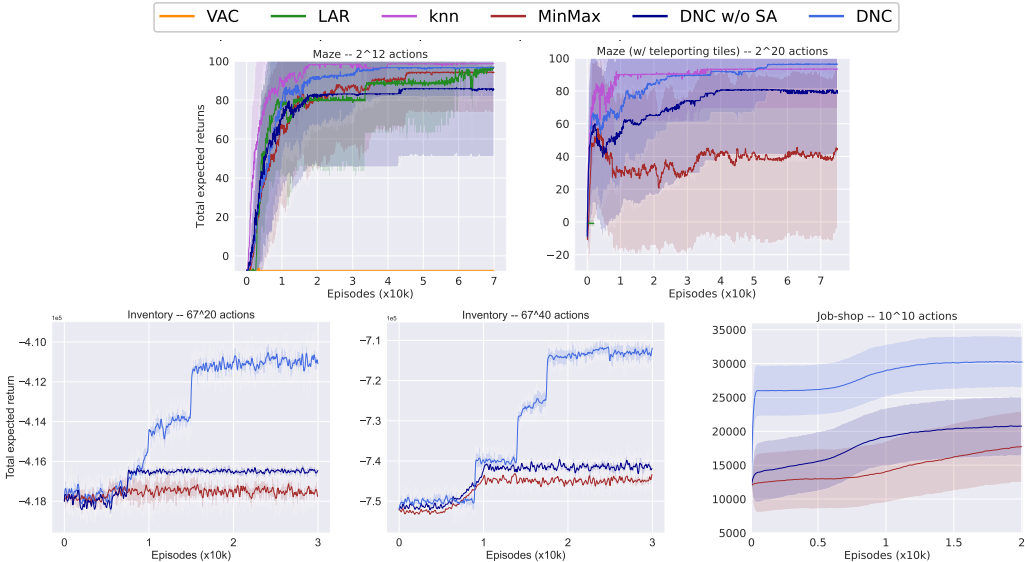 VAC LAR knn MinMax DNC w/o SA DNC
Maze -- 2^12 actions
Total expected returns
100
80
60
40
20
0
0 1 2 3 4 5 6 7
Episodes (x10k)
Maze (w/ teleporting tiles) -- 2^20 actions
100
80
60
40
20
0
−20
0 1 2 3 4 5 6 7
Episodes (x10k)
Inventory -- 67^20 actions
1e5
Total expected return
−4.10
−4.12
−4.14
−4.16
−4.18
0 1 2 3
Episodes (x10k)
Inventory -- 67^40 actions
1e5
−7.1
−7.2
−7.3
−7.4
−7.5
0 1 2 3
Episodes (x10k)
Job-shop -- 10^10 actions
35000
30000
25000
20000
15000
10000
5000
0 0.5 1 1.5 2
Episodes (x10k)